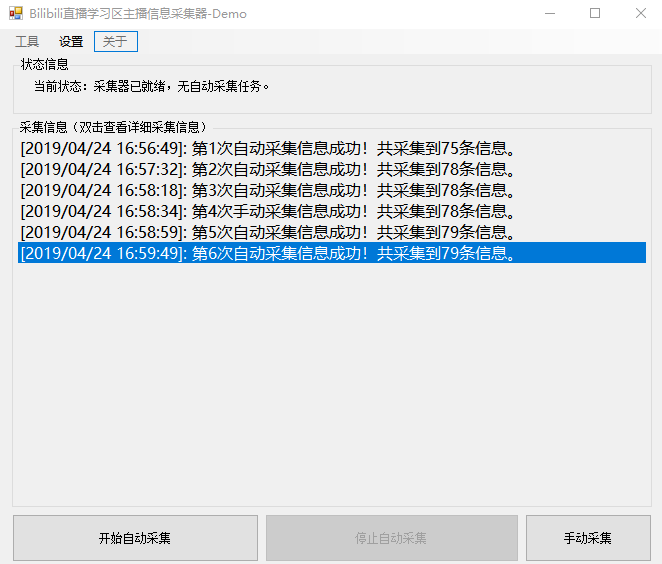 Bilibili直播学习区主播信息采集器-Demo
工具 设置 关于
状态信息
当前状态：采集器已就绪，无自动采集任务。
采集信息（双击查看详细采集信息）
[2019/04/24 16:56:49]: 第1次自动采集信息成功！共采集到75条信息。
[2019/04/24 16:57:32]: 第2次自动采集信息成功！共采集到78条信息。
[2019/04/24 16:58:18]: 第3次自动采集信息成功！共采集到78条信息。
[2019/04/24 16:58:34]: 第4次手动采集信息成功！共采集到78条信息。
[2019/04/24 16:58:59]: 第5次自动采集信息成功！共采集到79条信息。
[2019/04/24 16:59:49]: 第6次自动采集信息成功！共采集到79条信息。
开始自动采集 停止自动采集 手动采集